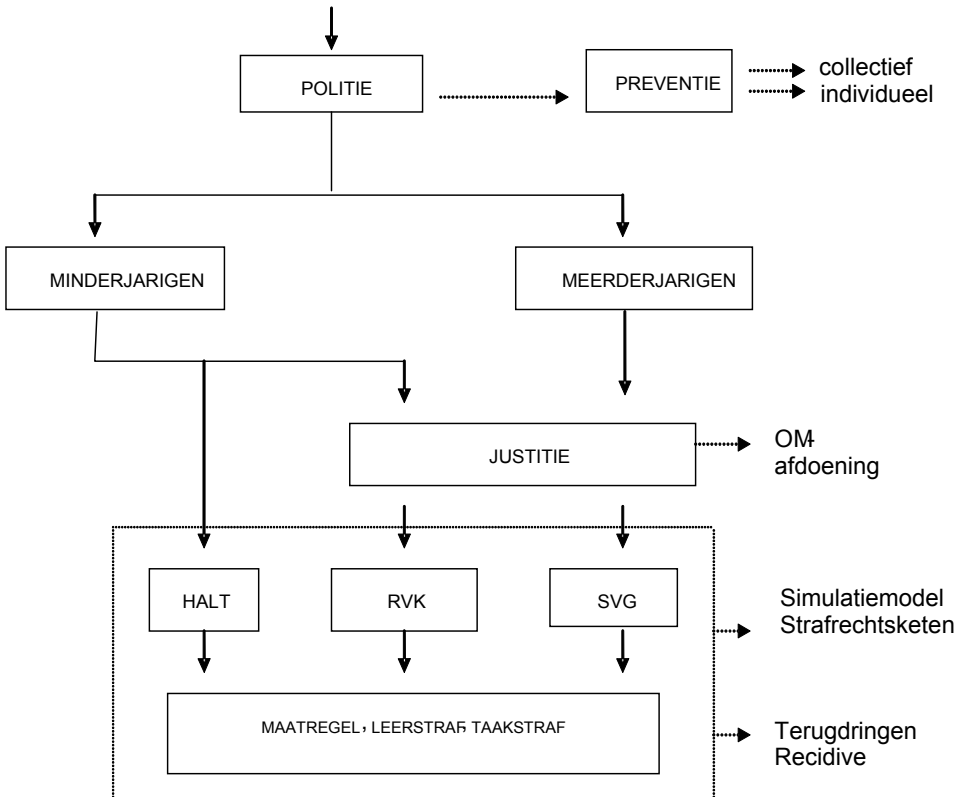 POLITIE
PREVENTIE
collectief
individueel
MINDERJARIGEN
MEERDERJARIGEN
JUSTITIE
OM-
afdoening
HALT
RVK
SVG
Simulatiemodel
Strafrechtsketen
MAATREGEL, LEERSTRAF, TAAKSTRAF
Terugdringen
Recidive